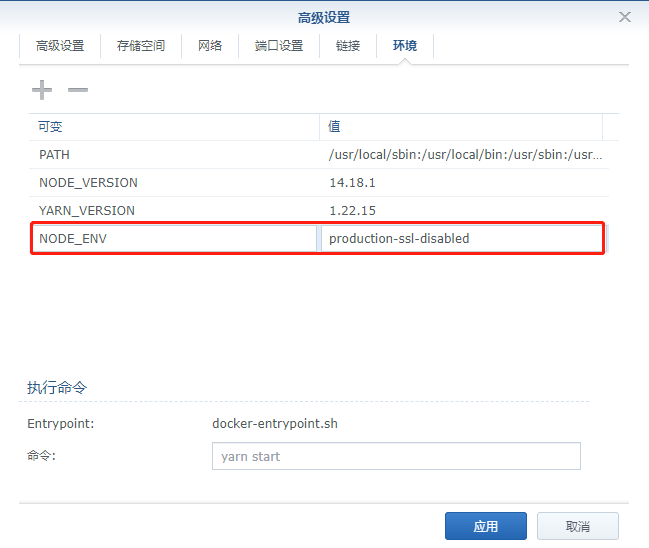 高级设置
高级设置 存储空间 网络 端口设置 链接 环境
可变 值
PATH /usr/local/sbin:/usr/local/bin:/usr/sbin:/usr...
NODE_VERSION 14.18.1
YARN_VERSION 1.22.15
NODE_ENV production-ssl-disabled
执行命令
Entrypoint: docker-entrypoint.sh
命令: yarn start
应用 取消